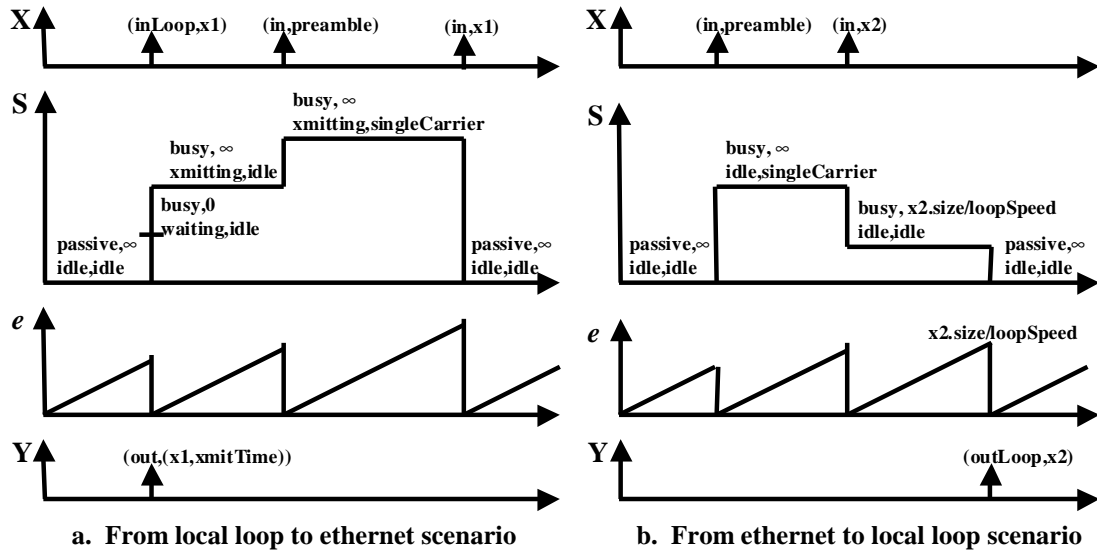 X
(inLoop,x1)
(in,preamble)
(in,x1)
S
busy, ∞
xmitting,singleCarrier
busy, ∞
xmitting,idle
busy,0
waiting,idle
passive,∞
idle,idle
passive,∞
idle,idle
e
Y
(out,(x1,xmitTime))
a. From local loop to ethernet scenario
X
(in,preamble)
(in,x2)
S
busy, ∞
idle,singleCarrier
busy, x2.size/loopSpeed
idle,idle
passive,∞
idle,idle
passive,∞
idle,idle
e
x2.size/loopSpeed
Y
(outLoop,x2)
b. From ethernet to local loop scenario